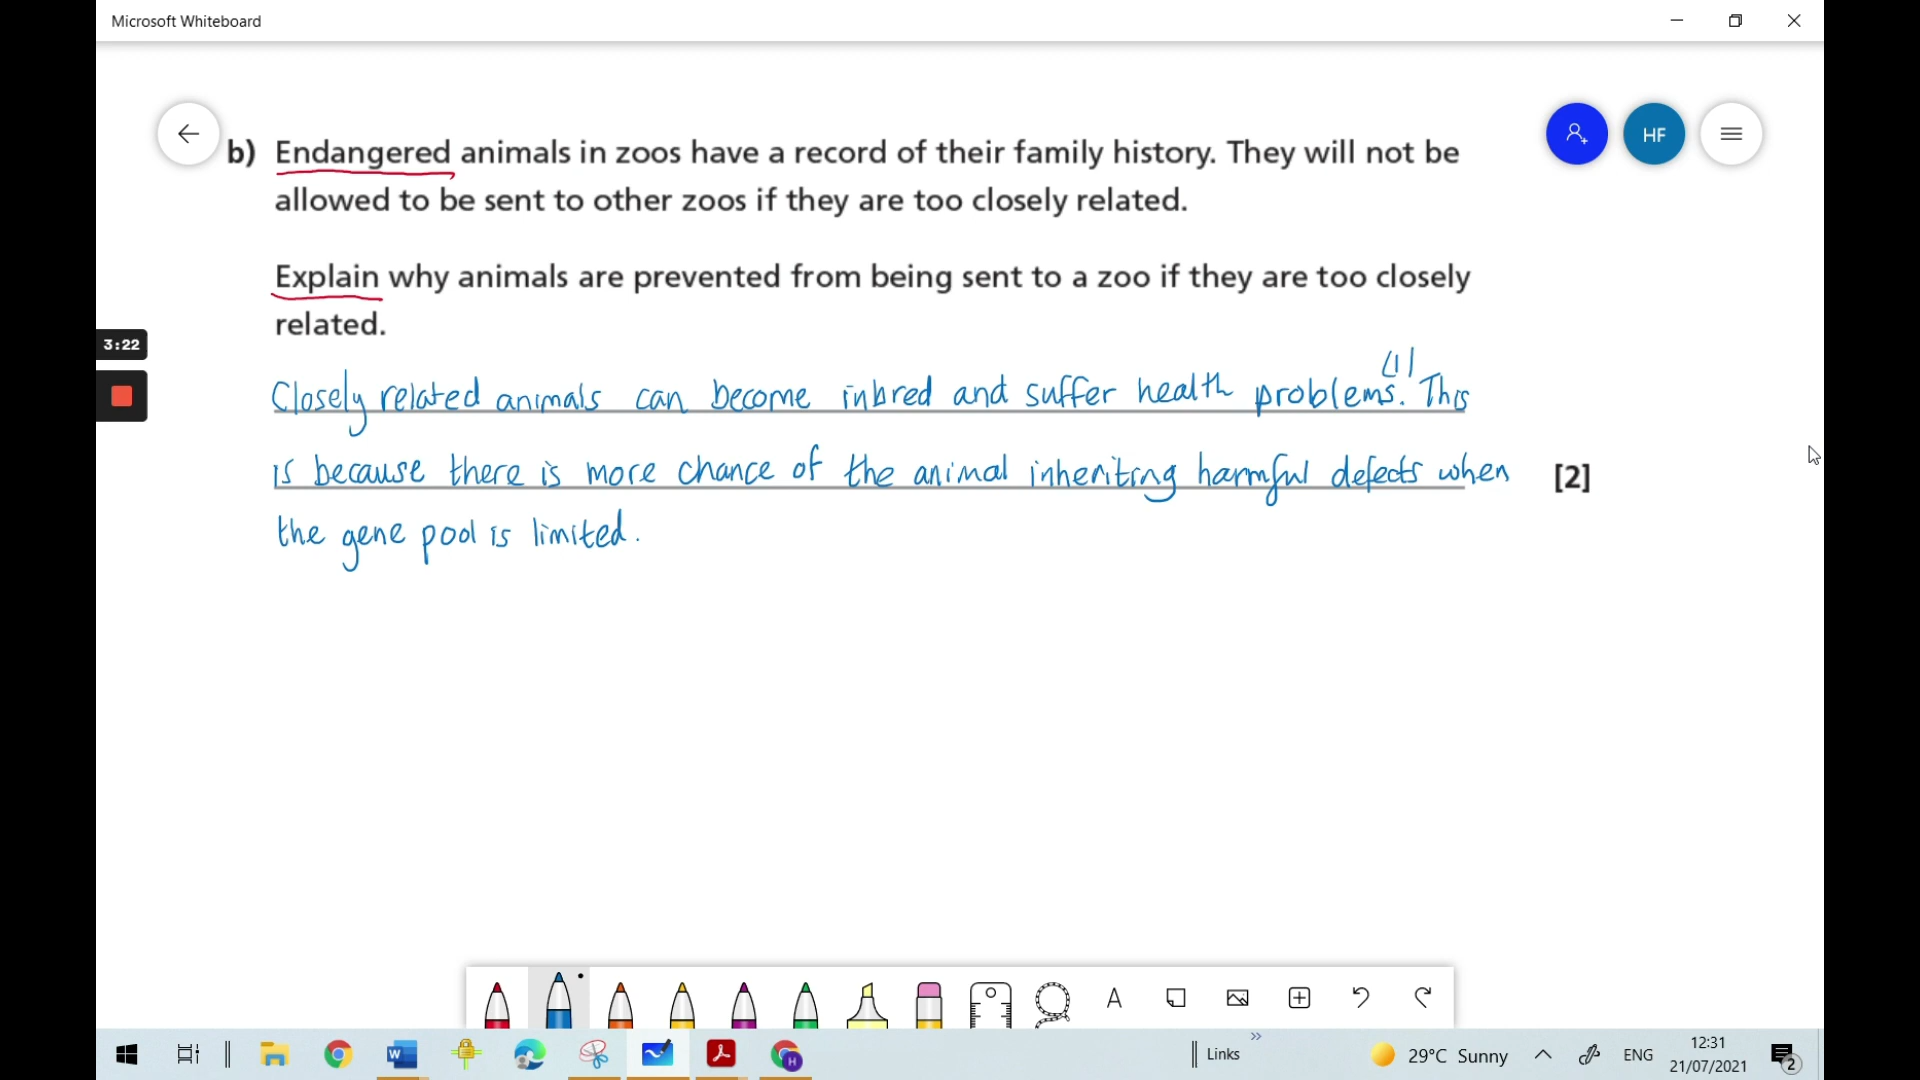 Microsoft Whiteboard
b) Endangered animals in zoos have a record of their family history. They will not be
HF
allowed to be sent to other zoos if they are too closely related.
Explain why animals are prevented from being sent to a zoo if they are too closely
related.
3:22
(1)
Closely related animals can become inbred and suffer health problems. This
is because there is more chance of the animal inheriting harmful defects when [2]
the gene pool is limited.
A
Links
29°C Sunny
ENG
12:31
21/07/2021
2